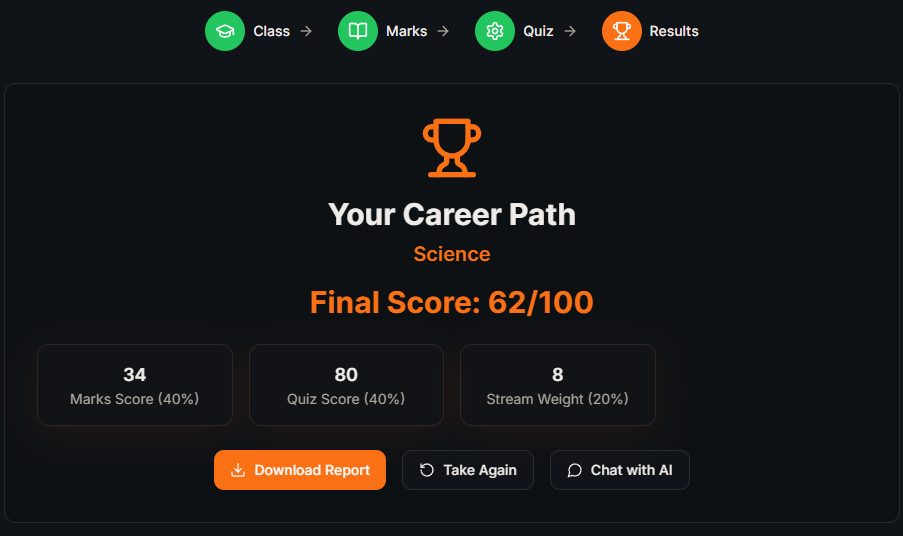 Class → Marks → Quiz → Results
Your Career Path
Science
Final Score: 62/100
34 80 8
Marks Score (40%) Quiz Score (40%) Stream Weight (20%)
Download Report Take Again Chat with AI